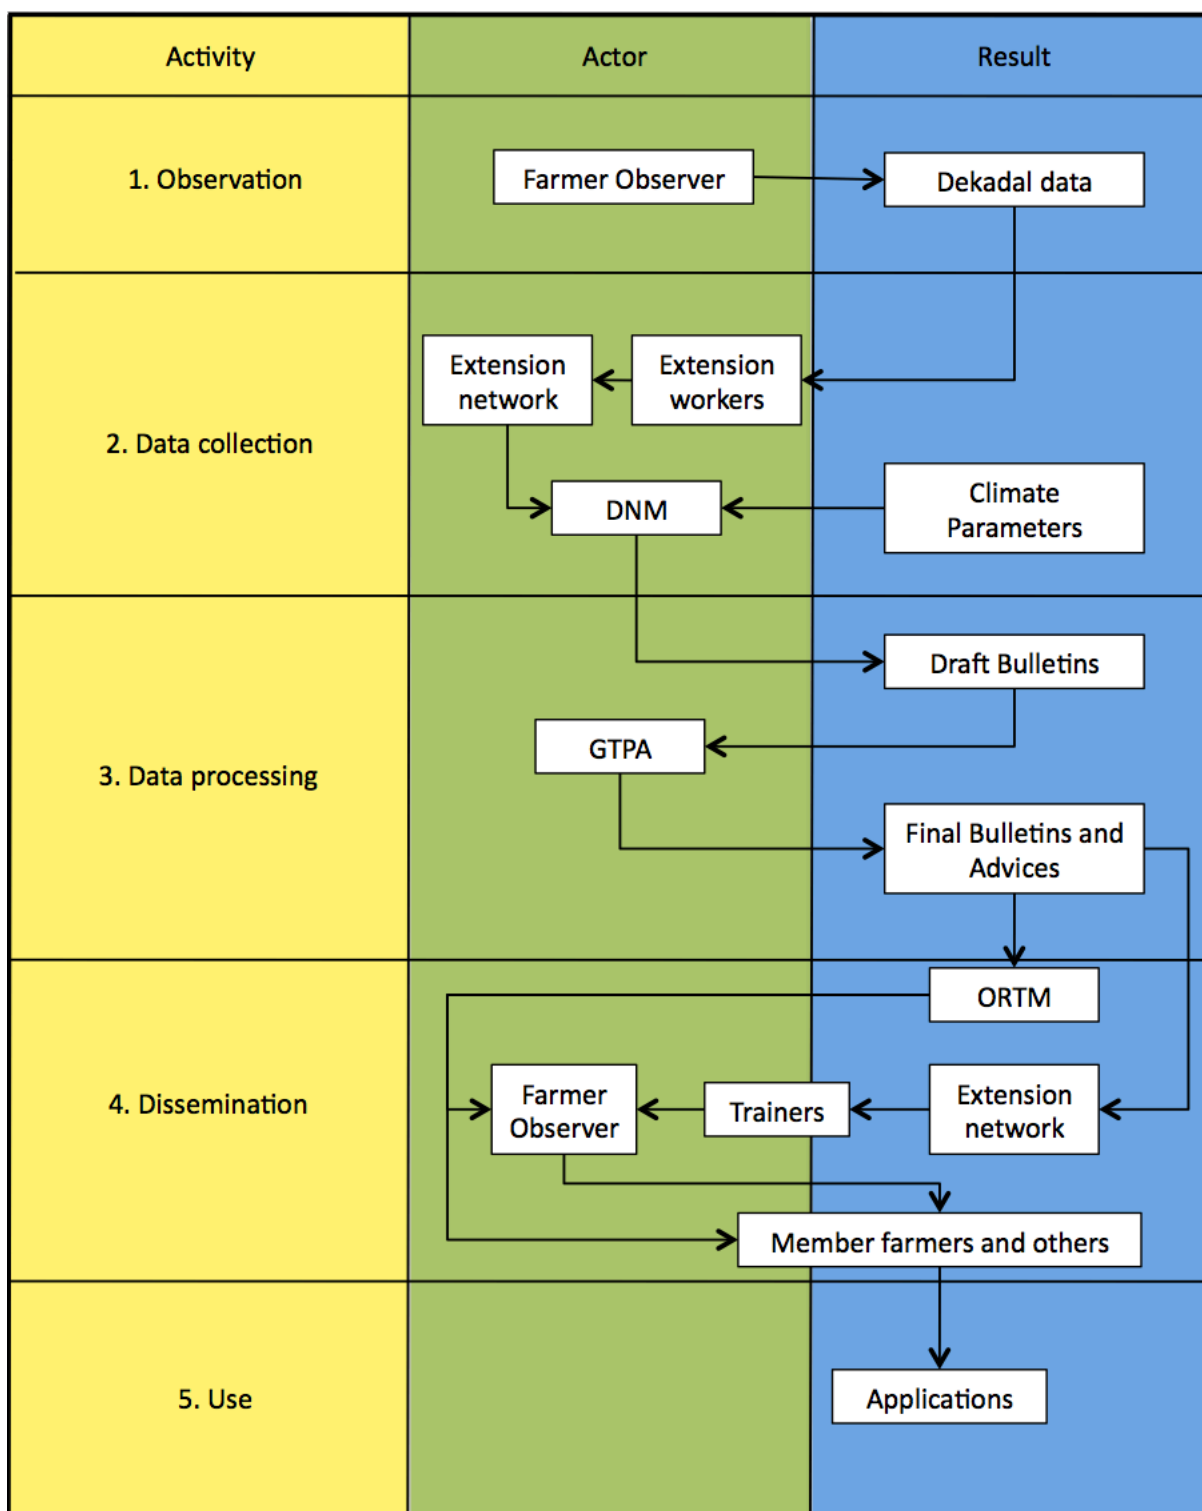 Activity
Actor
Result
1. Observation
Farmer Observer
Dekadal data
2. Data collection
Extension
network
Extension
workers
DNM
Climate
Parameters
3. Data processing
Draft Bulletins
GTPA
Final Bulletins and
Advices
4. Dissemination
ORTM
Farmer
Observer
Trainers
Extension
network
Member farmers and others
5. Use
Applications